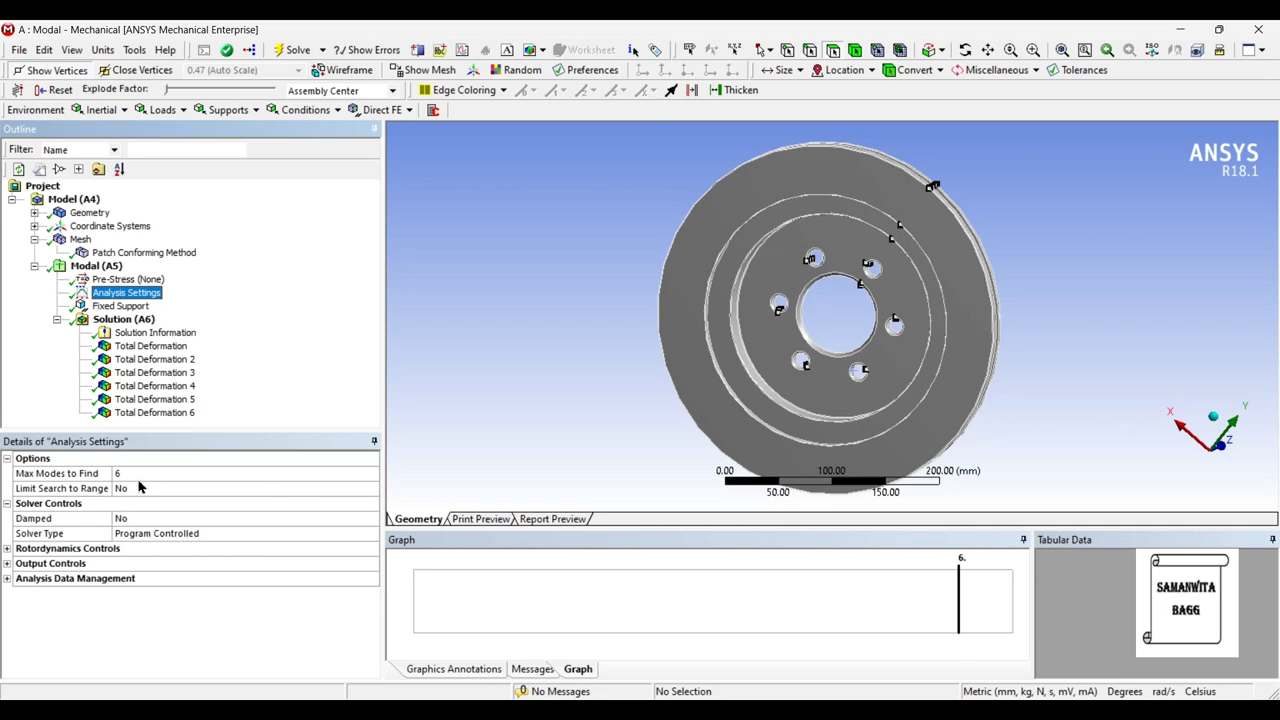 A : Modal - Mechanical [ANSYS Mechanical Enterprise]
File Edit View Units Tools Help Solve ?/ Show Errors Worksheet
Show Vertices Close Vertices 0.47 (Auto Scale) Wireframe Show Mesh Random Preferences Size Location Convert Miscellaneous Tolerances
Reset Explode Factor: Assembly Center Edge Coloring Thicken
Environment Inertial Loads Supports Conditions Direct FE
Outline
Filter: Name
Project
Model (A4)
Geometry
Coordinate Systems
Mesh
Patch Conforming Method
Modal (A5)
Pre-Stress (None)
Analysis Settings
Fixed Support
Solution (A6)
Solution Information
Total Deformation
Total Deformation 2
Total Deformation 3
Total Deformation 4
Total Deformation 5
Total Deformation 6
Details of "Analysis Settings"
Options
Max Modes to Find 6
Limit Search to Range No
Solver Controls
Damped No
Solver Type Program Controlled
Rotordynamics Controls
Output Controls
Analysis Data Management
ANSYS
R18.1
X Y Z
0.00 100.00 200.00 (mm)
50.00 150.00
Geometry Print Preview Report Preview
Graph
6.
Graphics Annotations Messages Graph
Tabular Data
SAMANWITA
BAGG
0 No Messages No Selection Metric (mm, kg, N, s, mV, mA) Degrees rad/s Celsius